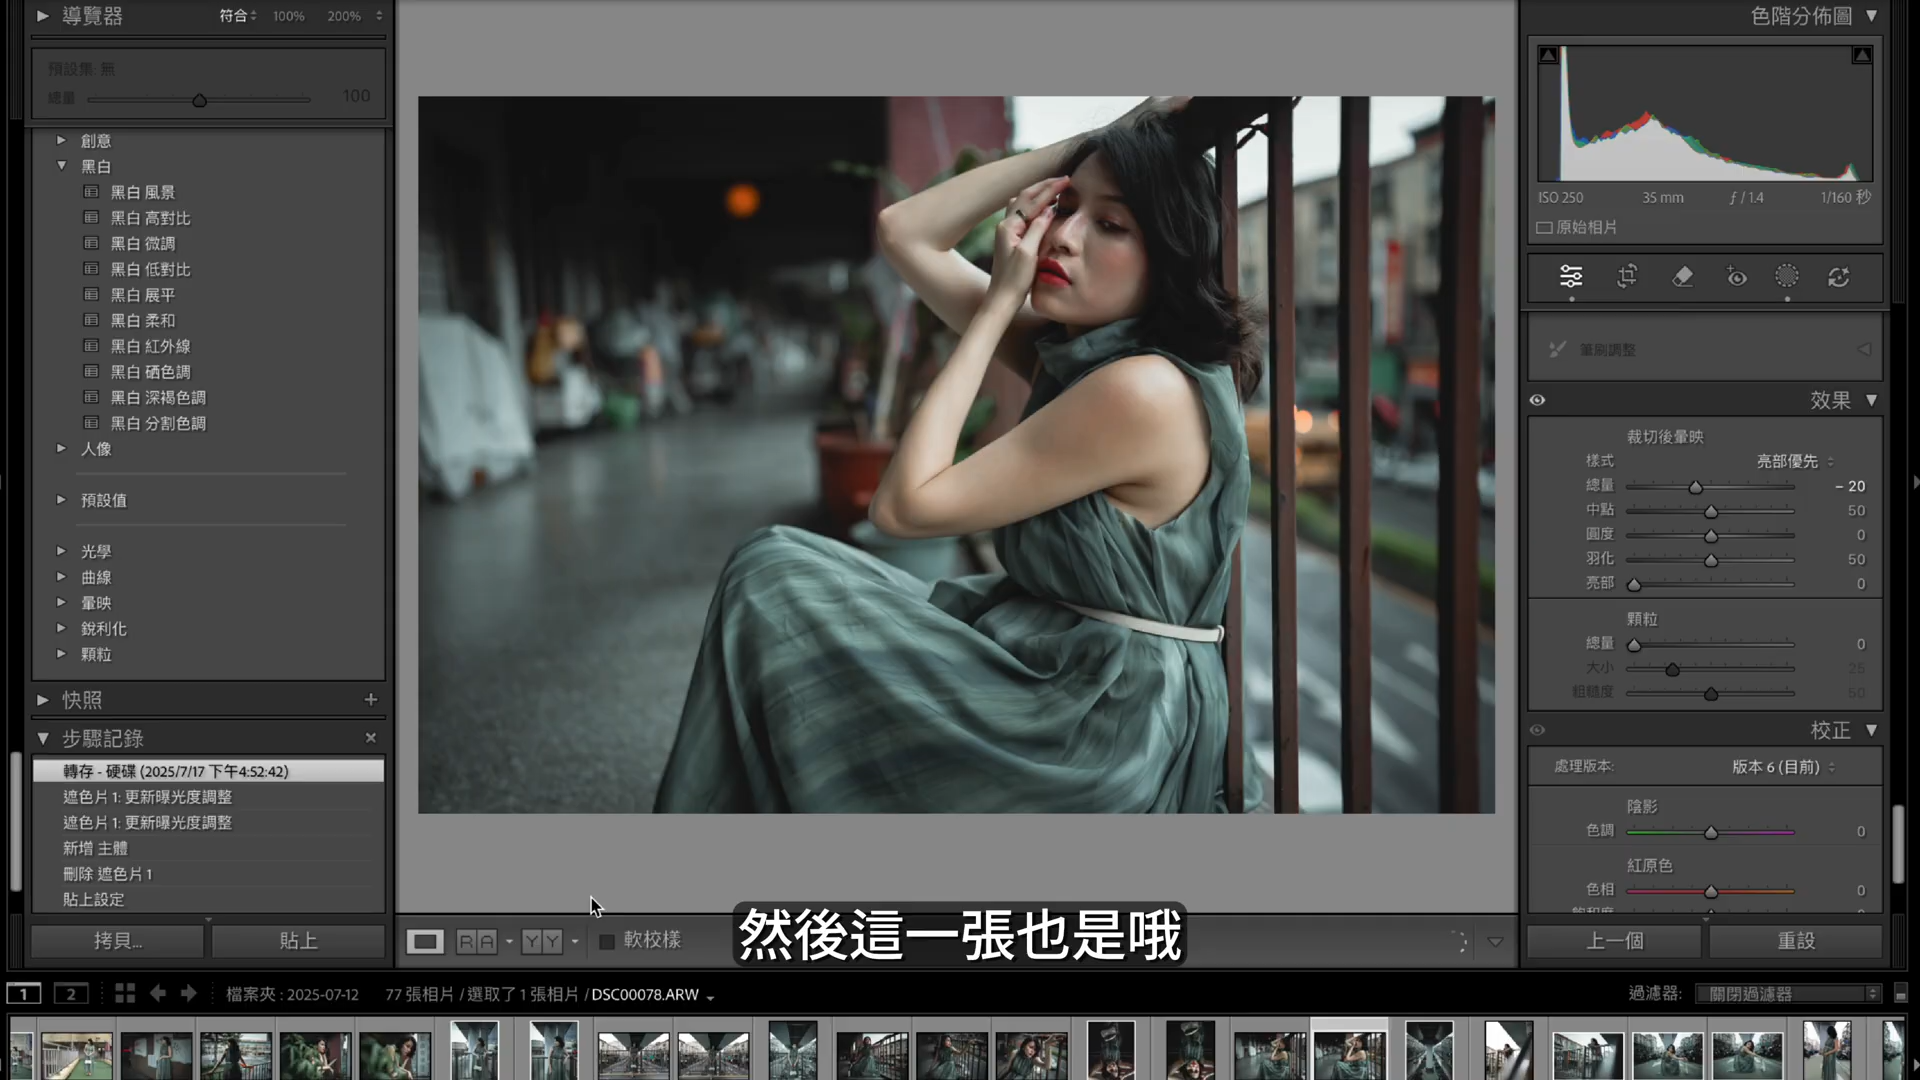 導覽器 符合 100% 200%
預設集: 無
總量 100
創意
黑白
黑白 風景
黑白 高對比
黑白 微調
黑白 低對比
黑白 展平
黑白 柔和
黑白 紅外線
黑白 硒色調
黑白 深褐色調
黑白 分割色調
人像
預設值
光學
曲線
暈映
銳利化
顆粒
快照
步驟記錄
轉存 - 硬碟 (2025/7/17 下午4:52:42)
遮色片 1: 更新曝光度調整
遮色片 1: 更新曝光度調整
新增 主體
刪除 遮色片 1
貼上設定
拷貝... 貼上
RA YY 軟校樣
然後這一張也是哦
色階分佈圖
ISO 250 35 mm ƒ / 1.4 1/160 秒
原始相片
筆刷調整
效果
裁切後暈映
樣式 亮部優先
總量 - 20
中點 50
圓度 0
羽化 50
亮部 0
顆粒
總量 0
大小 25
粗糙度 50
校正
處理版本: 版本 6 (目前)
陰影
色調 0
紅原色
色相 0
上一個 重設
1 2 檔案夾 : 2025-07-12 77 張相片 / 選取了 1 張相片 / DSC00078.ARW
過濾器: 關閉過濾器